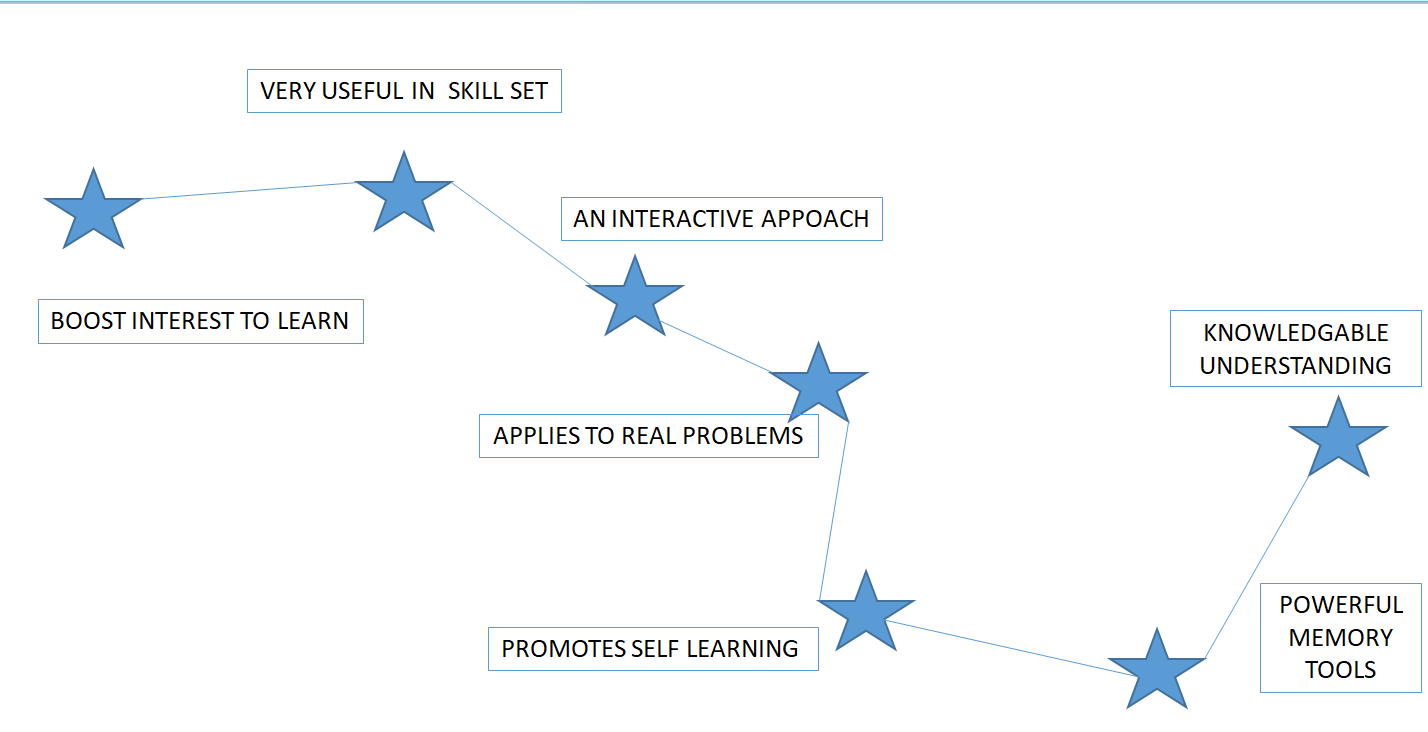 VERY USEFUL IN  SKILL SET
AN INTERACTIVE APPOACH
BOOST INTEREST TO LEARN
KNOWLEDGABLE
UNDERSTANDING
APPLIES TO REAL PROBLEMS
PROMOTES SELF LEARNING
POWERFUL
MEMORY
TOOLS